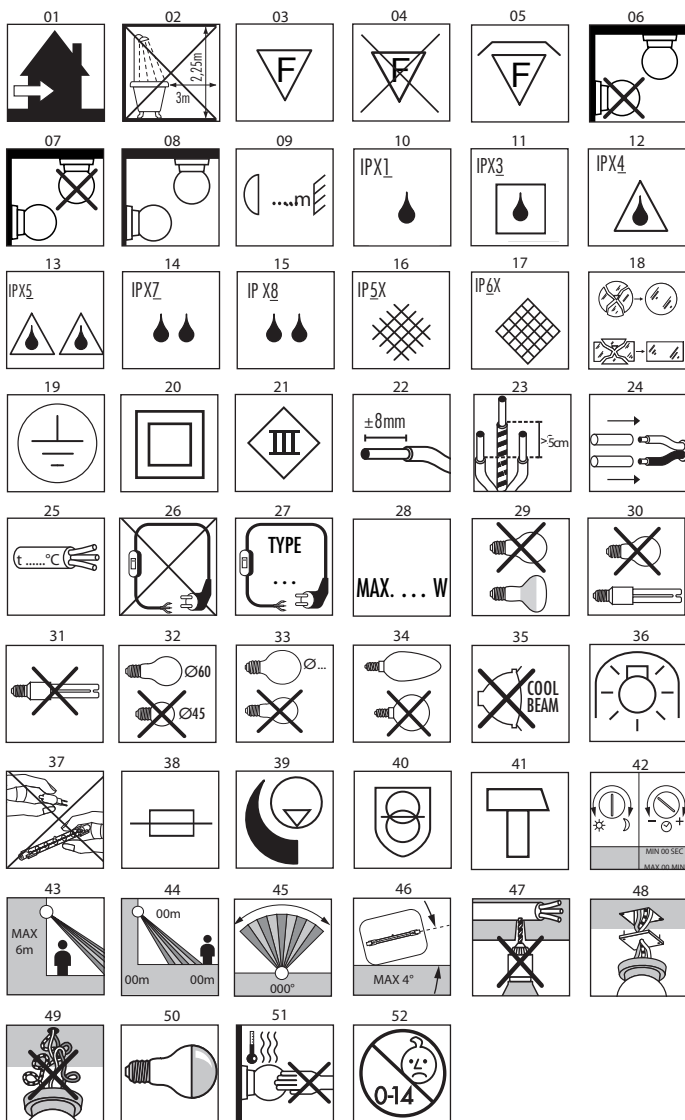 01 02 03 04 05 06
2,25m
3m
F
F
F
07 08 09 10 11 12
.....m
IPX1
IPX3
IPX4
13 14 15 16 17 18
IPX5
IPX7
IP X8
IP5X
IP6X
19 20 21 22 23 24
III
±8mm
>5cm
25 26 27 28 29 30
t ......°C
TYPE
...
MAX. . . . W
31 32 33 34 35 36
Ø60
Ø45
Ø...
COOL
BEAM
37 38 39 40 41 42
- +
MIN 00 SEC
MAX 00 MIN
43 44 45 46 47 48
MAX
6m
00m
00m 00m
000°
MAX 4°
49 50 51 52
0-14